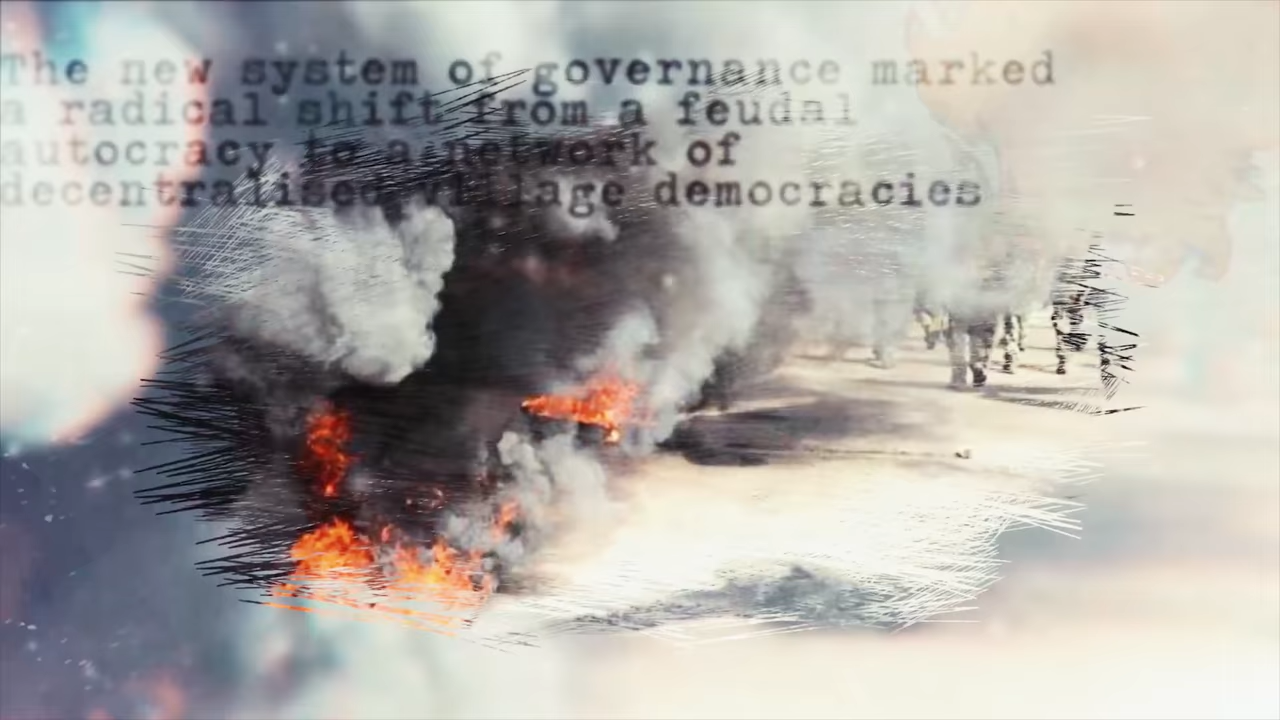 The new system of governance marked
a radical shift from a feudal
autocracy to a network of
decentralised village democracies